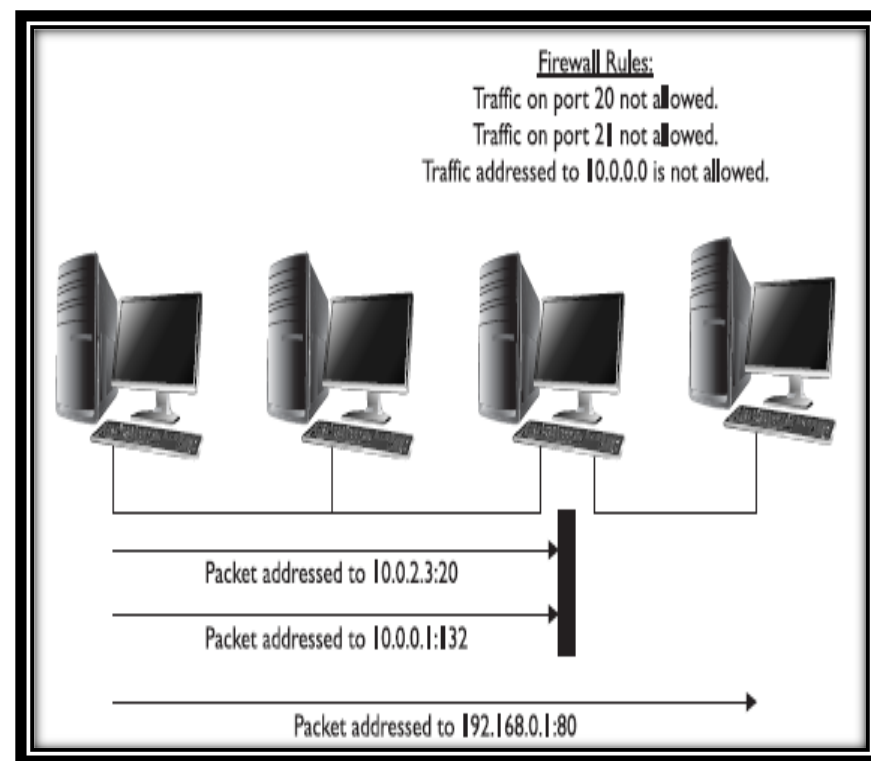 Firewall Rules:
Traffic on port 20 not allowed.
Traffic on port 21 not allowed.
Traffic addressed to 10.0.0.0 is not allowed.
Packet addressed to 10.0.2.3:20
Packet addressed to 10.0.0.1:132
Packet addressed to 192.168.0.1:80